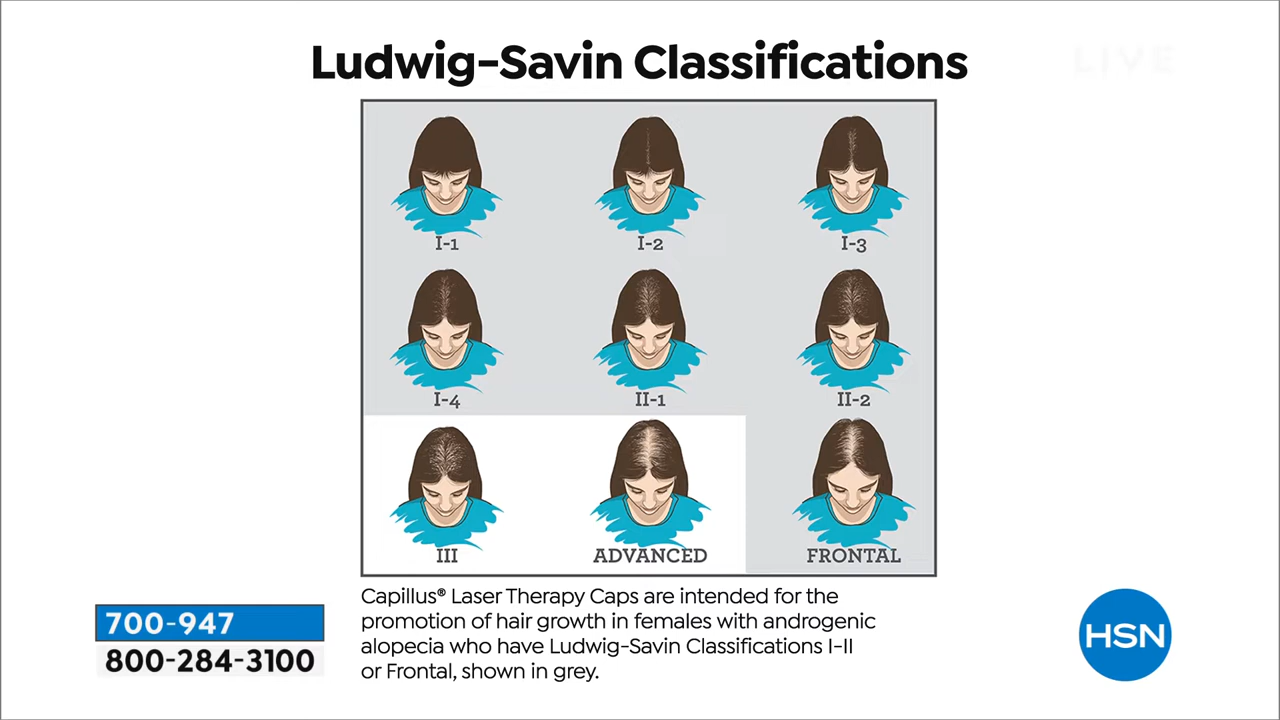 Ludwig-Savin Classifications
LIVE
I-1
I-2
I-3
I-4
II-1
II-2
III
ADVANCED
FRONTAL
Capillus® Laser Therapy Caps are intended for the
promotion of hair growth in females with androgenic
alopecia who have Ludwig-Savin Classifications I-II
or Frontal, shown in grey.
700-947
800-284-3100
HSN